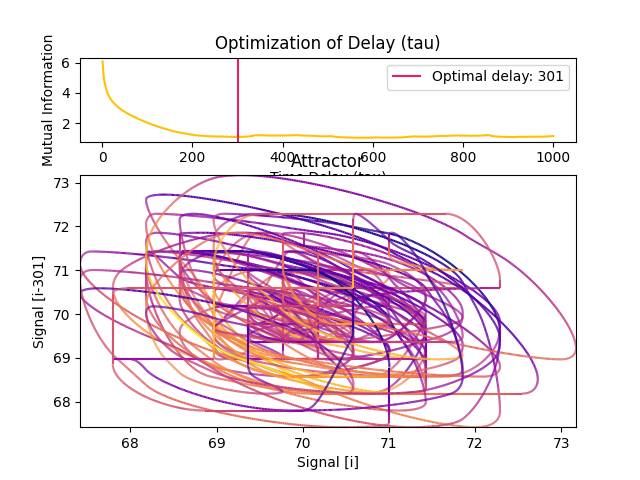 Optimization of Delay (tau)
Mutual Information
6
4
2
Optimal delay: 301
0 200 400 600 800 1000
Time Delay (tau)
Attractor
Signal [i-301]
73
72
71
70
69
68
68 69 70 71 72 73
Signal [i]